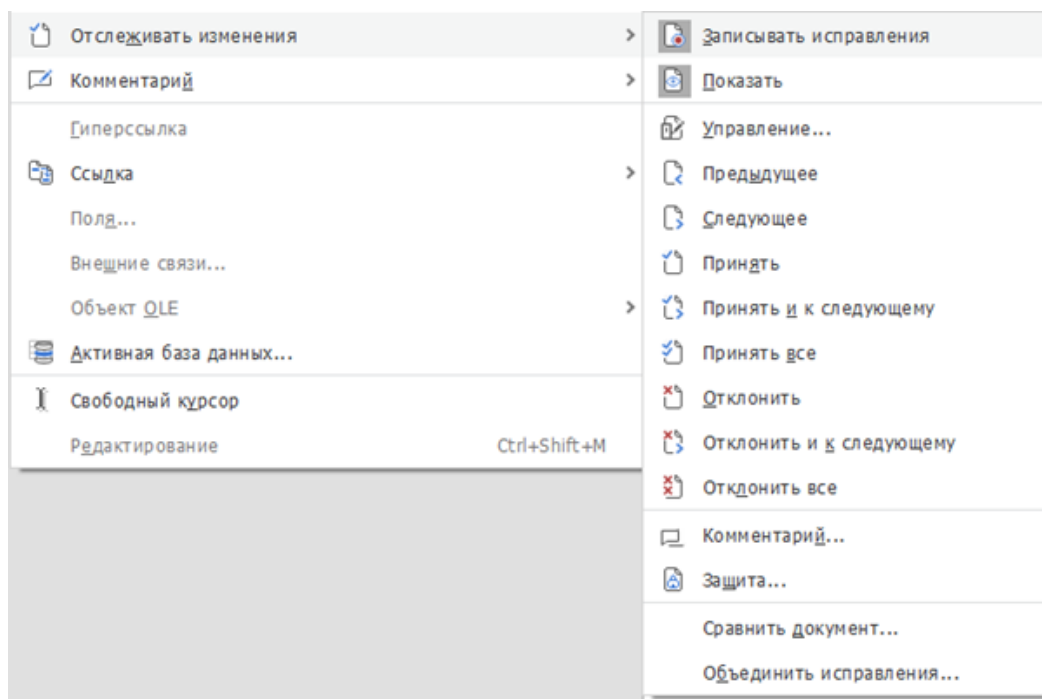 Отслеживать изменения
Комментарий
Гиперссылка
Ссылка
Поля...
Внешние связи...
Объект OLE
Активная база данных...
Свободный курсор
Редактирование Ctrl+Shift+M
Записывать исправления
Показать
Управление...
Предыдущее
Следующее
Принять
Принять и к следующему
Принять все
Отклонить
Отклонить и к следующему
Отклонить все
Комментарий...
Защита...
Сравнить документ...
Объединить исправления...